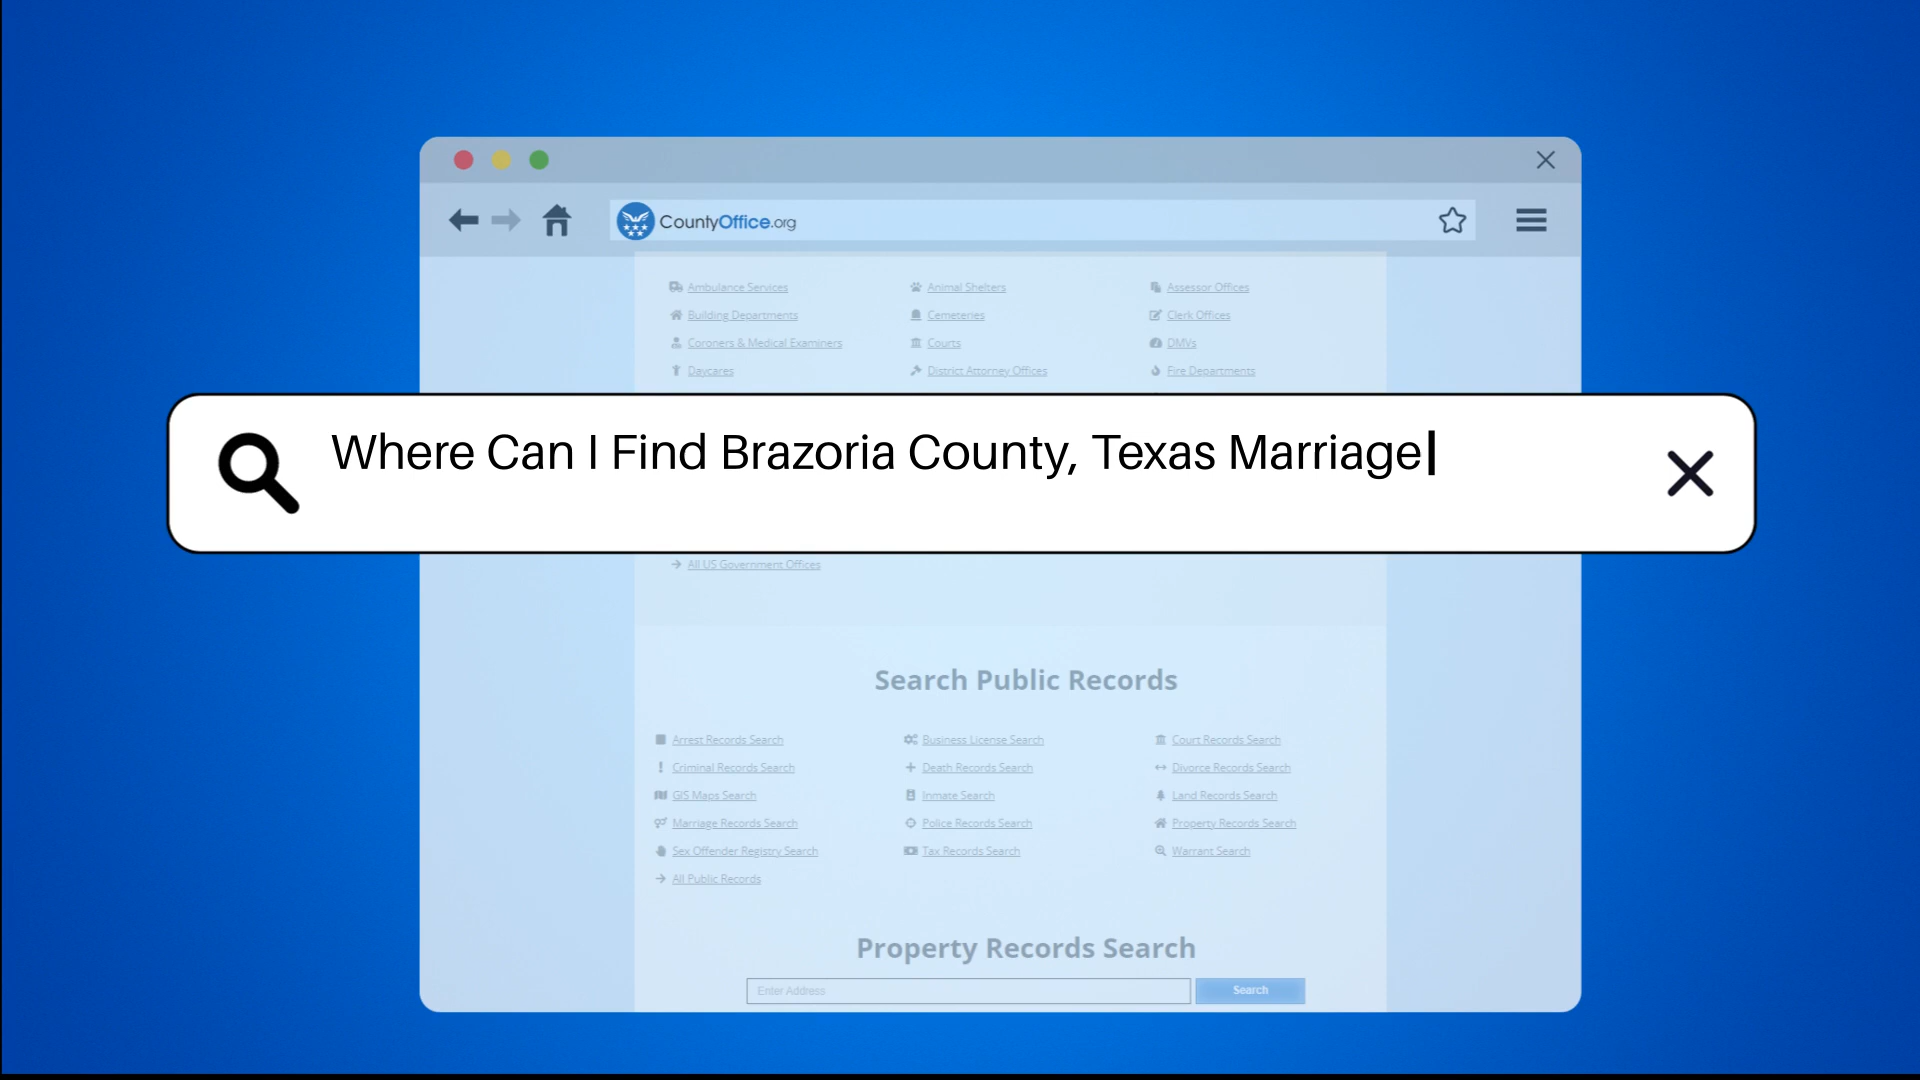 CountyOffice.org
Ambulance Services
Animal Shelters
Assessor Offices
Building Departments
Cemeteries
Clerk Offices
Coroners & Medical Examiners
Courts
DMVs
Daycares
District Attorney Offices
Fire Departments
Where Can I Find Brazoria County, Texas Marriage
All US Government Offices
Search Public Records
Arrest Records Search
Business License Search
Court Records Search
Criminal Records Search
Death Records Search
Divorce Records Search
GIS Maps Search
Inmate Search
Land Records Search
Marriage Records Search
Police Records Search
Property Records Search
Sex Offender Registry Search
Tax Records Search
Warrant Search
All Public Records
Property Records Search
Enter Address
Search